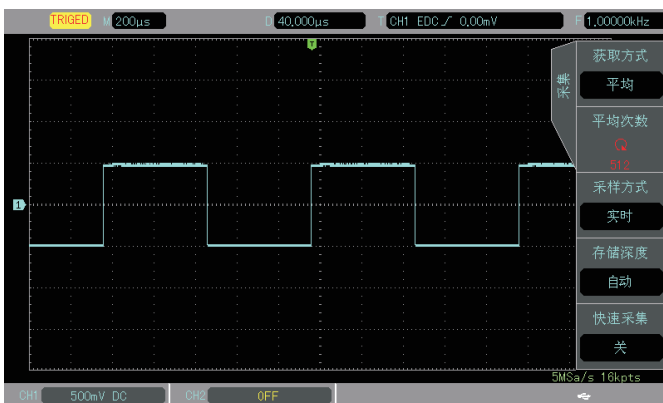 TRIGED M 200µs D 40.000µs T CH1 EDC 0.00mV F 1.00000kHz
T
获取方式
采集
平均
平均次数
512
采样方式
1
实时
存储深度
自动
快速采集
关
5MSa/s 16kpts
CH1 500mV DC CH2 OFF